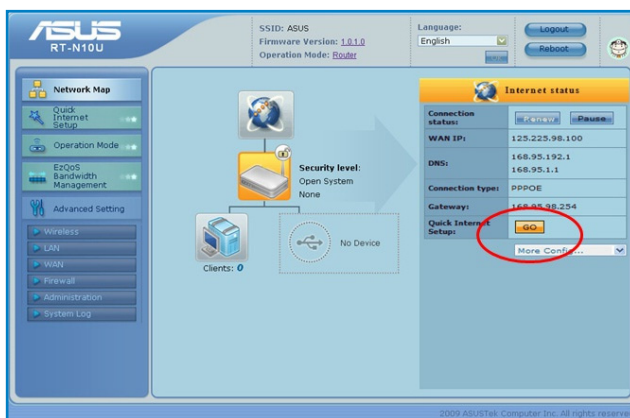 ASUS
RT-N10U
SSID: ASUS
Firmware Version: 1.0.1.0
Operation Mode: Router
Language:
English
Logout
Reboot
Network Map
Quick
Internet
Setup
Operation Mode
EzQoS
Bandwidth
Management
Advanced Setting
Wireless
LAN
WAN
Firewall
Administration
System Log
Security level:
Open System
None
Clients: 0
No Device
Internet status
Connection
status:
Renew
Pause
WAN IP:
125.225.98.100
DNS:
168.95.192.1
168.95.1.1
Connection type:
PPPOE
Gateway:
168.95.98.254
Quick Internet
Setup:
GO
More Config...
2009 ASUSTek Computer Inc. All rights reserve